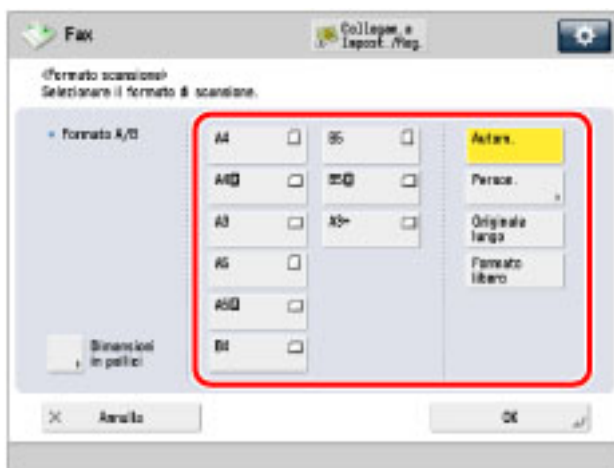 Fax
Collegam. a
Impost./Reg.
<Formato scansione>
Selezionare il formato di scansione.
Formato A/B
A4
B5
Autom.
A4R
B5R
Person.
A3
A3+
Originale
lungo
A5
Formato
libero
A5R
B4
Dimensioni
in pollici
Annulla
OK